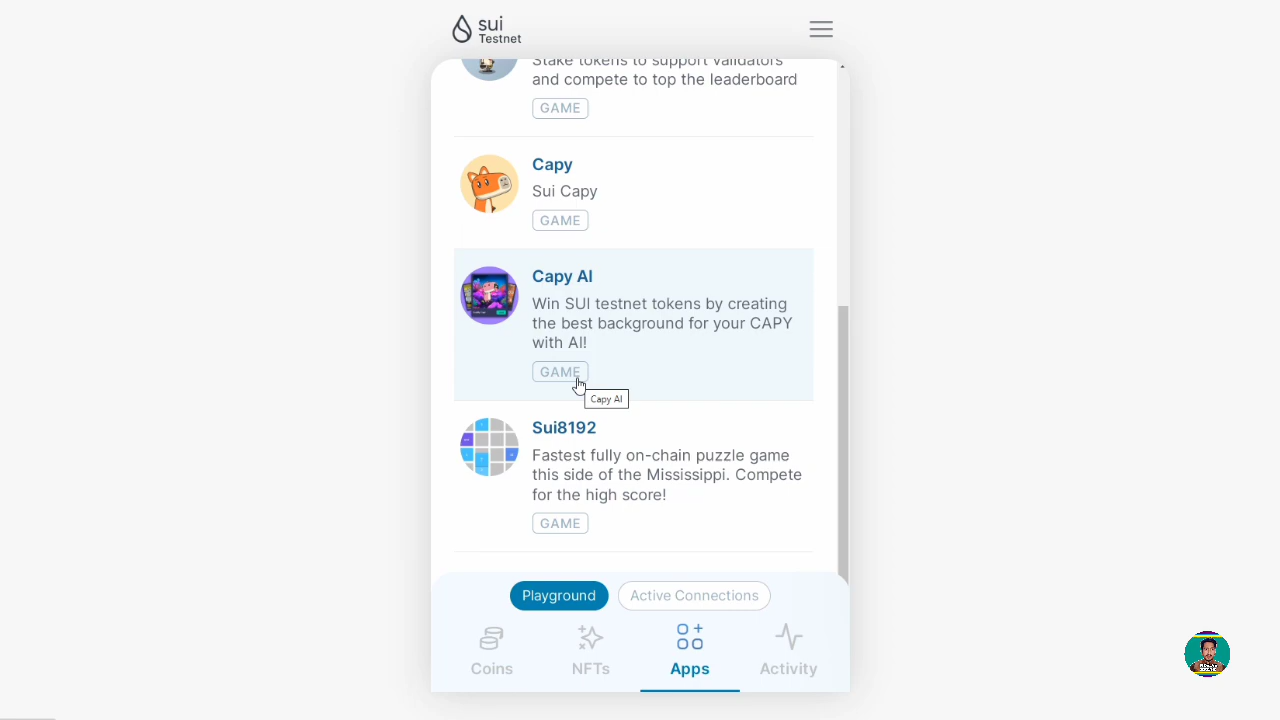 sui
Testnet
Stake tokens to support validators
and compete to top the leaderboard
GAME
Capy
Sui Capy
GAME
Capy AI
Win SUI testnet tokens by creating
the best background for your CAPY
with AI!
GAME
Capy AI
Sui8192
Fastest fully on-chain puzzle game
this side of the Mississippi. Compete
for the high score!
GAME
Playground
Active Connections
Coins
NFTs
Apps
Activity